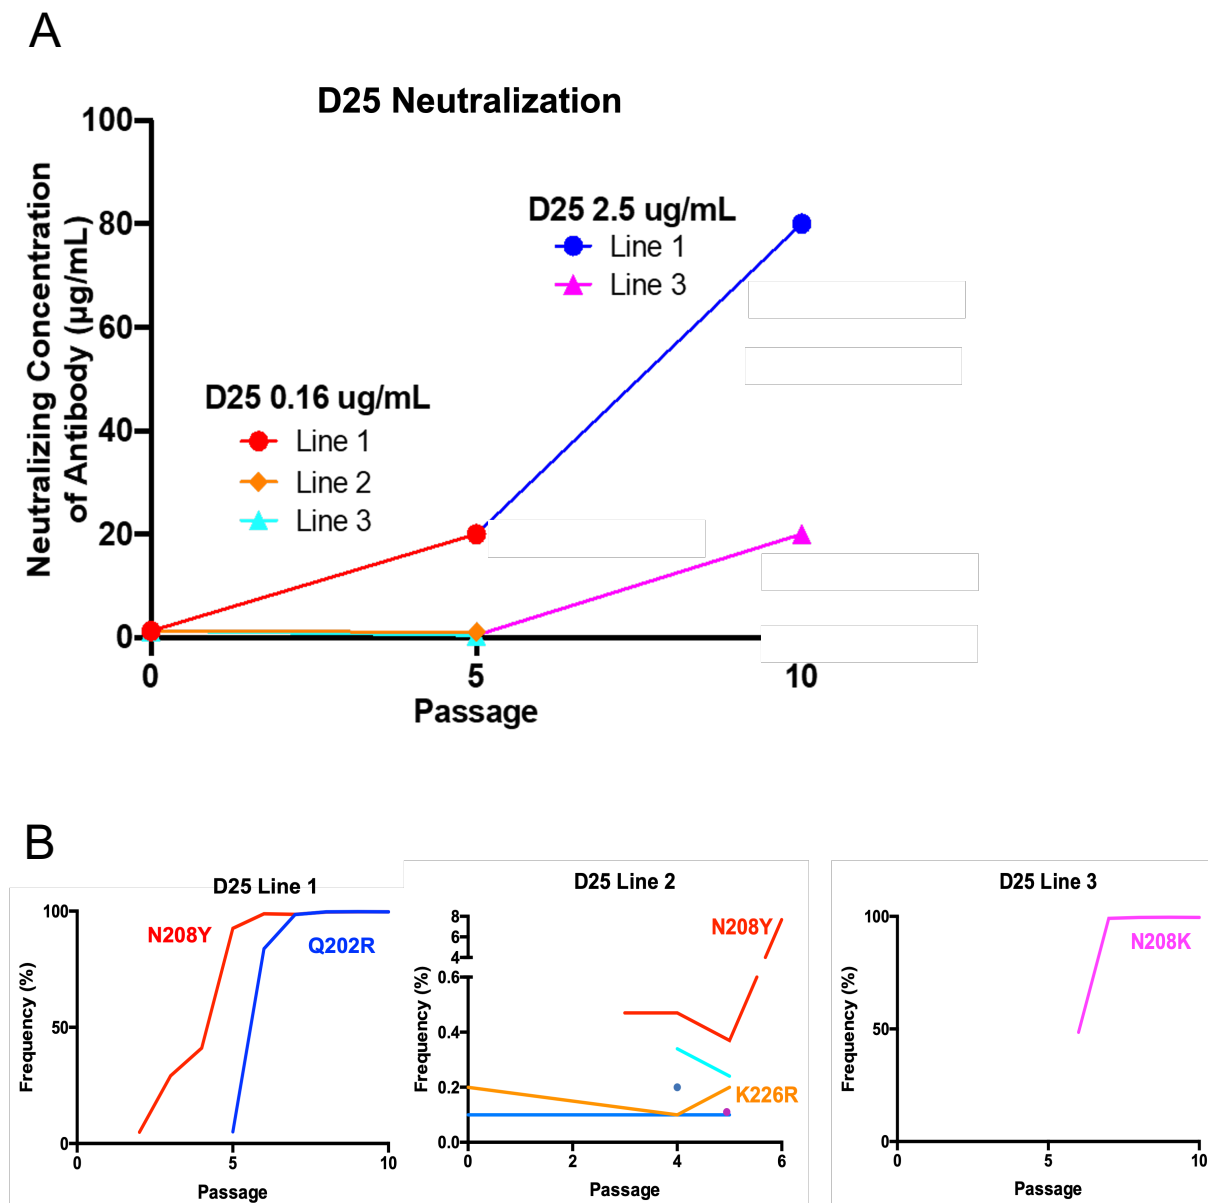 A
D25 Neutralization
Neutralizing Concentration
of Antibody (µg/mL)
100
80
60
40
20
0
D25 2.5 ug/mL
Line 1
Line 3
D25 0.16 ug/mL
Line 1
Line 2
Line 3
0
5
10
Passage
B
D25 Line 1
Frequency (%)
100
50
0
N208Y
Q202R
0
5
10
Passage
D25 Line 2
Frequency (%)
8
6
4
0.6
0.4
0.2
0.0
N208Y
K226R
0
2
4
6
Passage
D25 Line 3
Frequency (%)
100
50
0
N208K
0
5
10
Passage